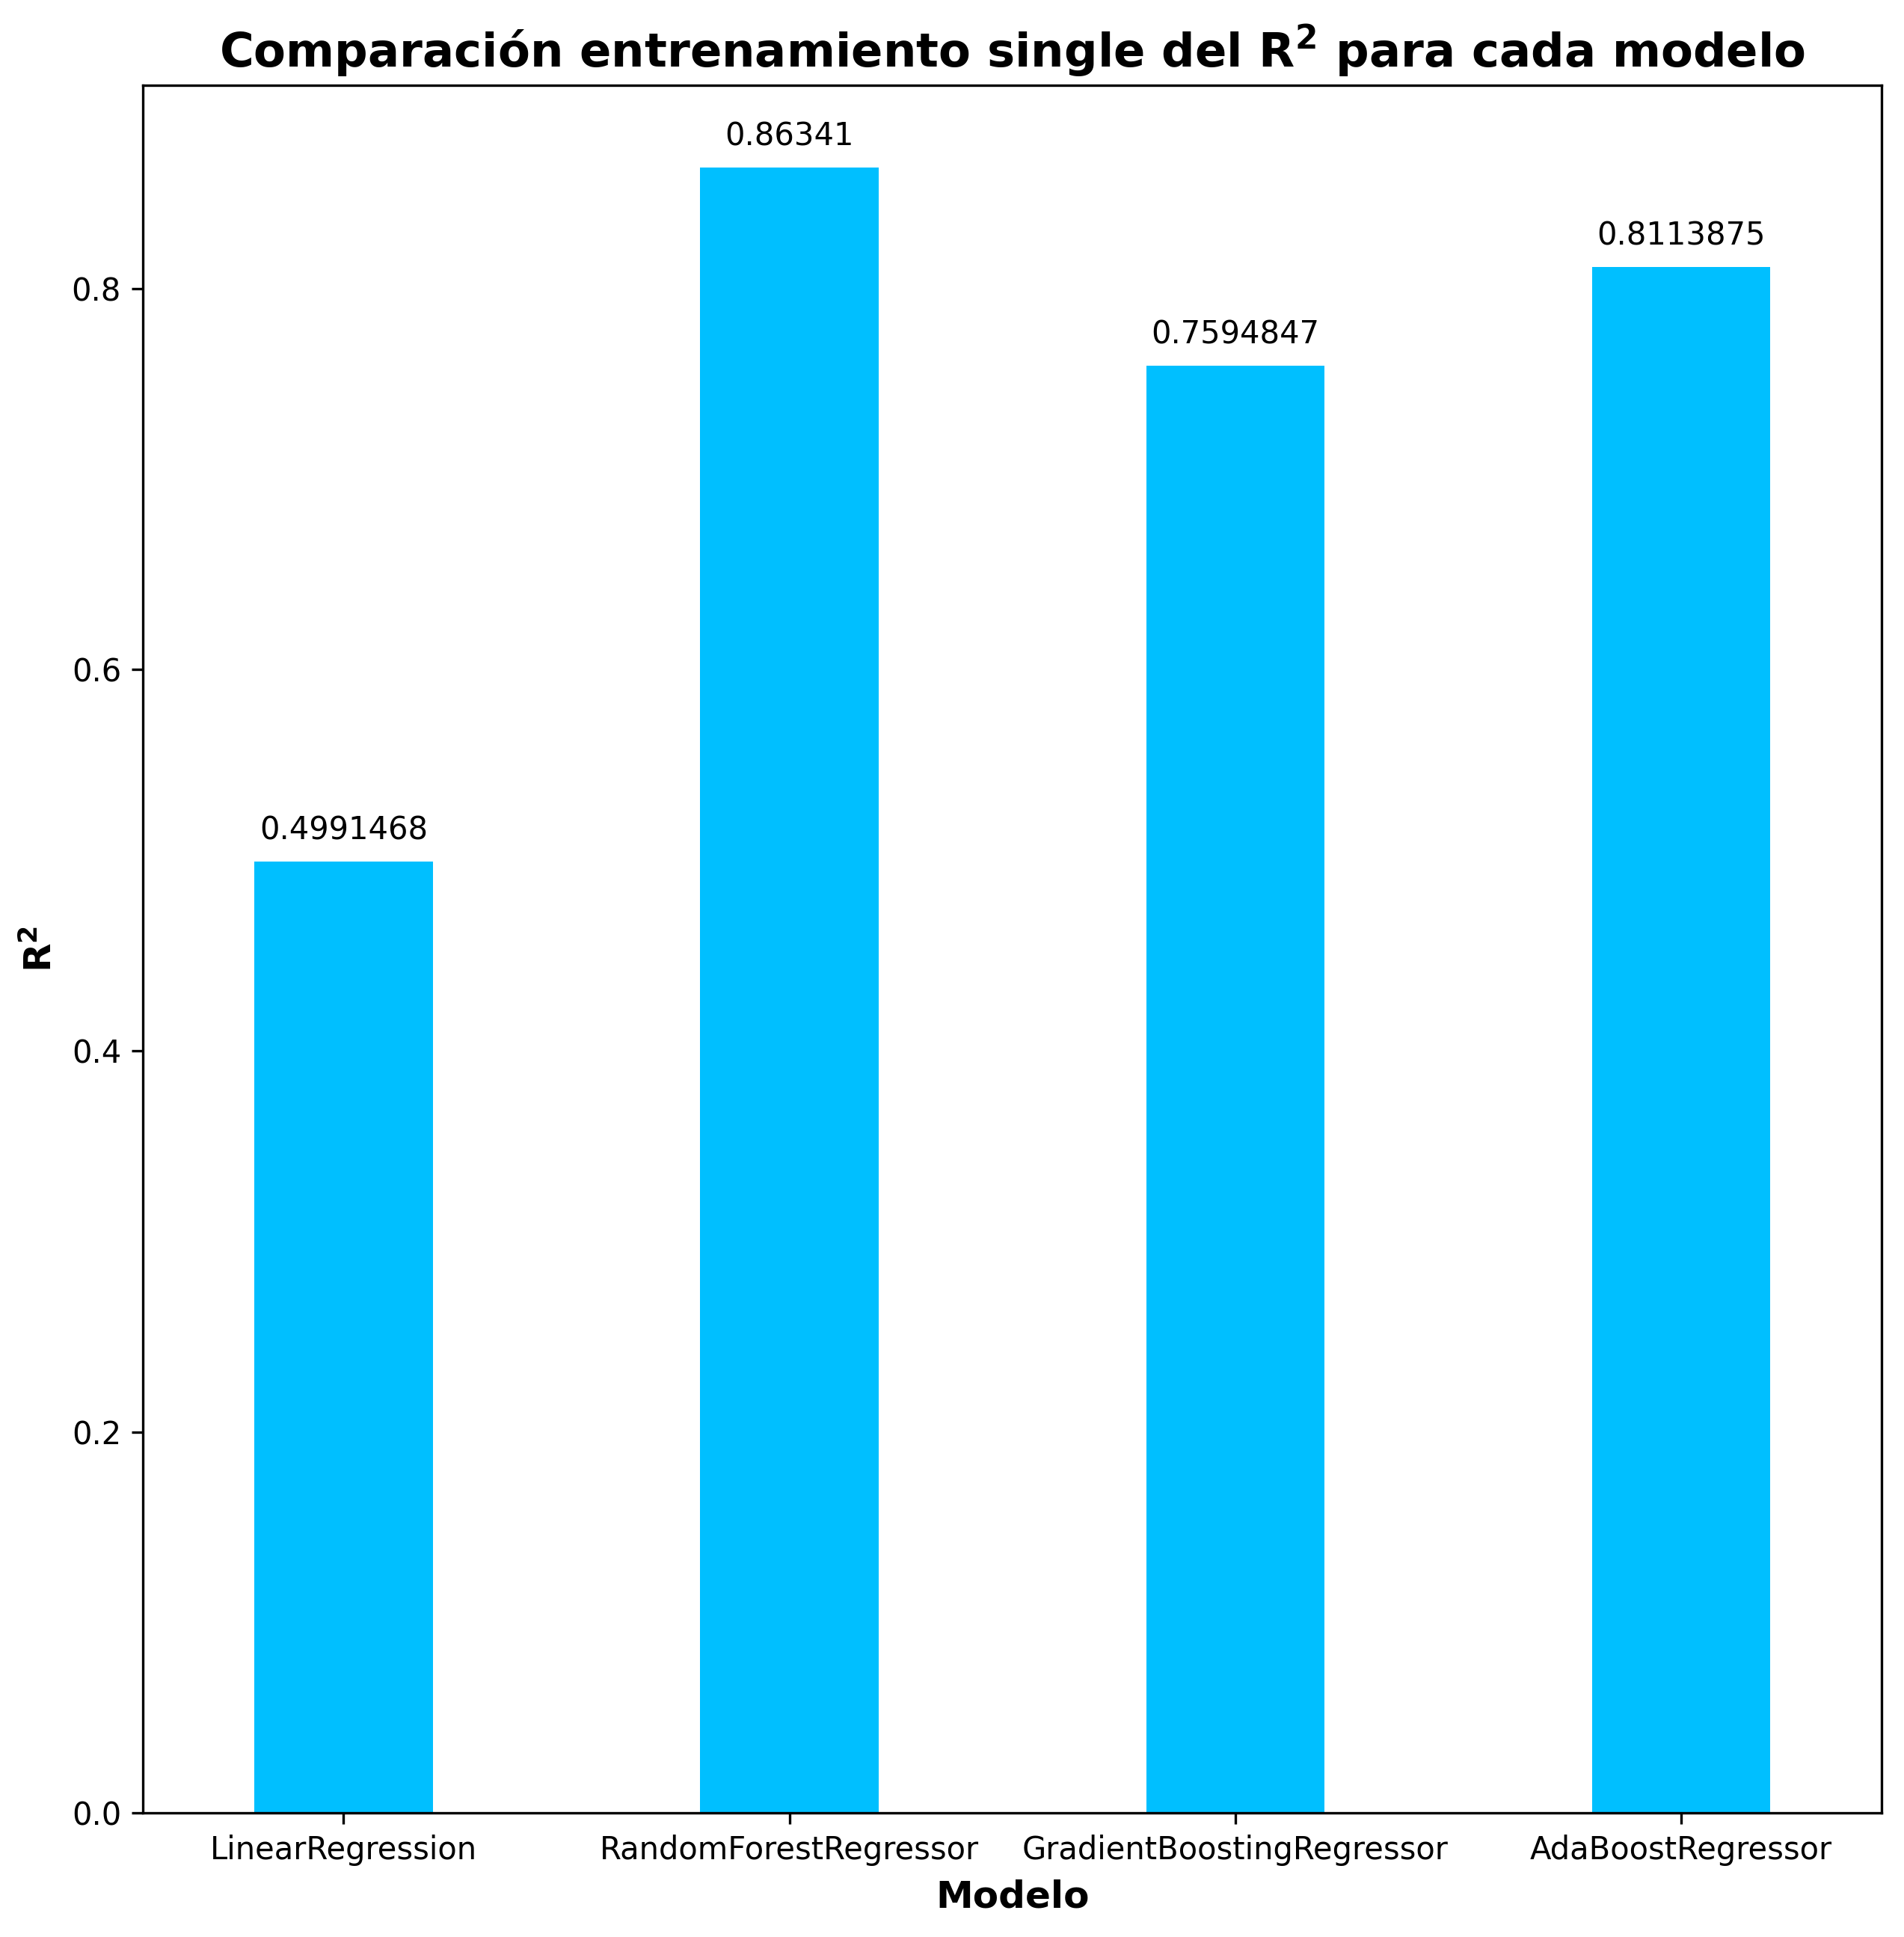 Comparación entrenamiento single del R² para cada modelo
0.86341
0.8113875
0.8
0.7594847
0.6
0.4991468
R²
0.4
0.2
0.0
LinearRegression RandomForestRegressor GradientBoostingRegressor AdaBoostRegressor
Modelo